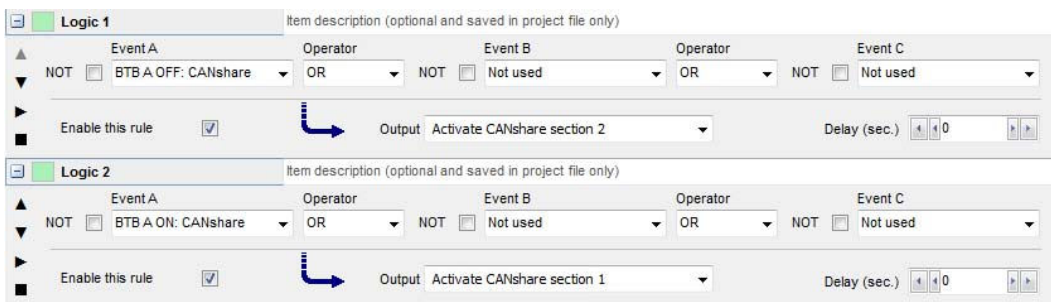 Logic 1 Item description (optional and saved in project file only)
Event A Operator Event B Operator Event C
NOT BTB A OFF: CANshare OR NOT Not used OR NOT Not used
Enable this rule Output Activate CANshare section 2 Delay (sec.) 0
Logic 2 Item description (optional and saved in project file only)
Event A Operator Event B Operator Event C
NOT BTB A ON: CANshare OR NOT Not used OR NOT Not used
Enable this rule Output Activate CANshare section 1 Delay (sec.) 0